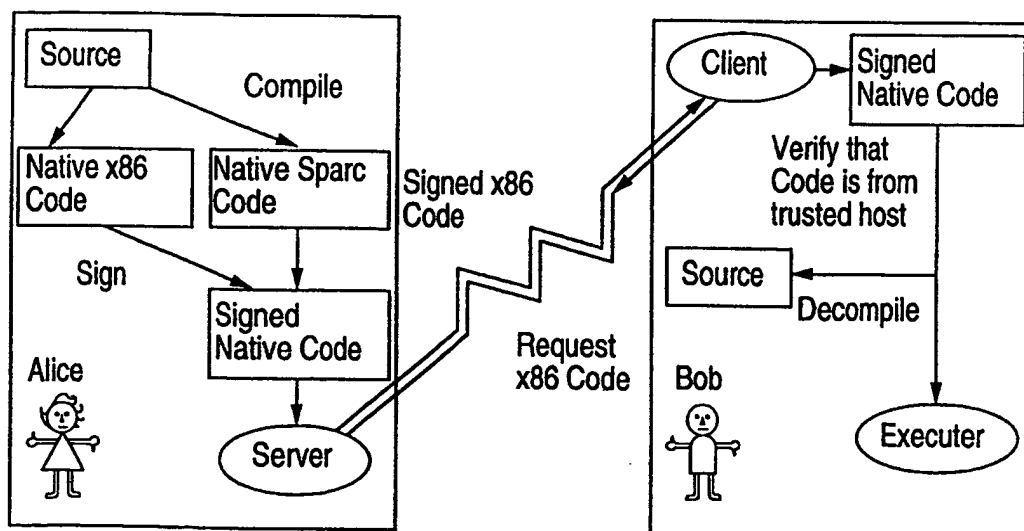 Source
Compile
Native x86
Code
Native Sparc
Code
Sign
Signed
Native Code
Alice
Server
Signed x86
Code
Request
x86 Code
Client
Signed
Native Code
Verify that
Code is from
trusted host
Source
Decompile
Bob
Executer